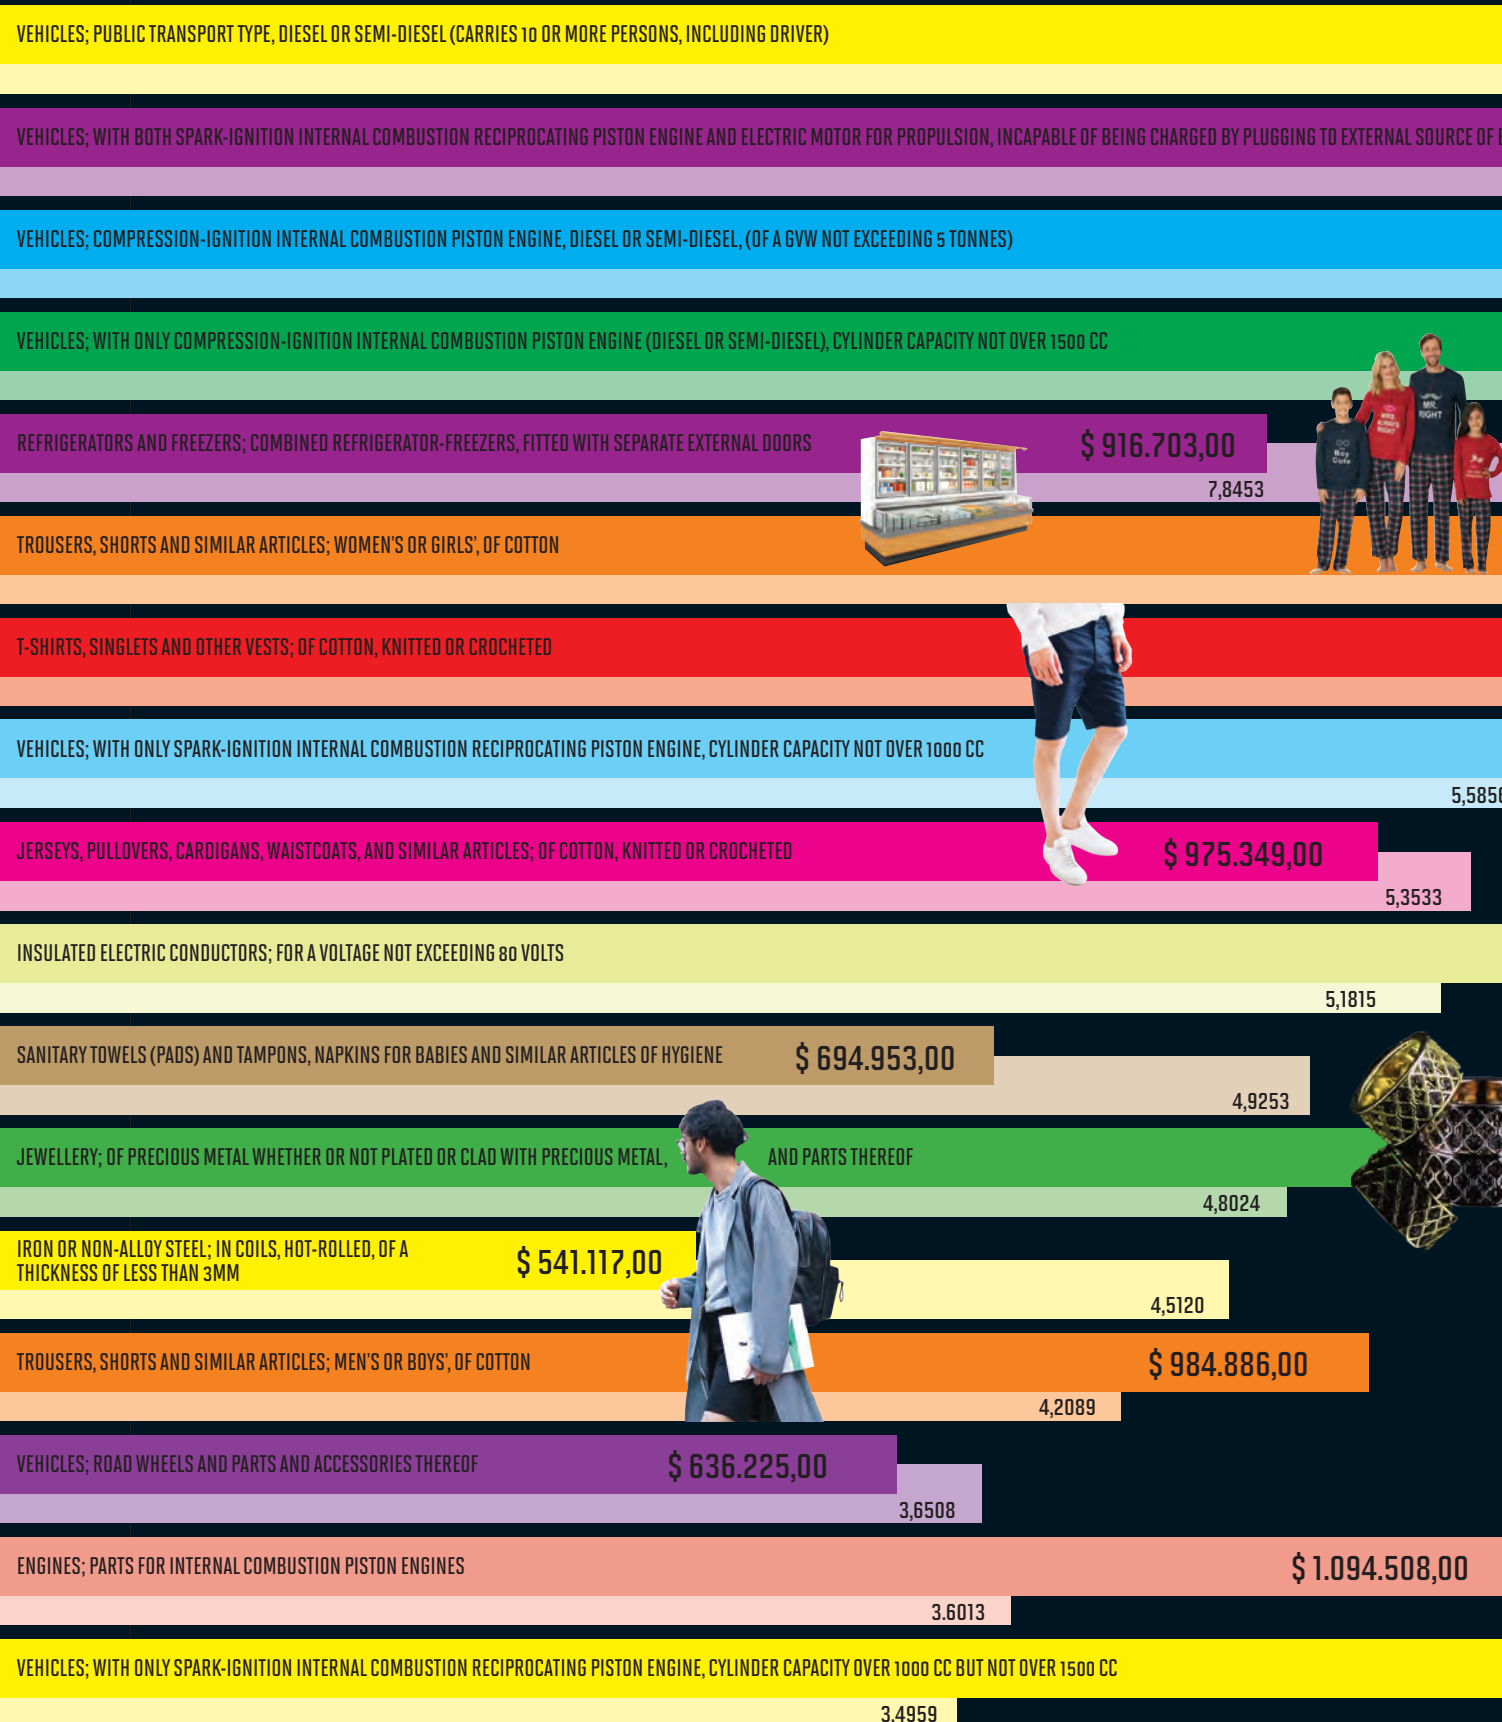 VEHICLES; PUBLIC TRANSPORT TYPE, DIESEL OR SEMI-DIESEL (CARRIES 10 OR MORE PERSONS, INCLUDING DRIVER)
VEHICLES; WITH BOTH SPARK-IGNITION INTERNAL COMBUSTION RECIPROCATING PISTON ENGINE AND ELECTRIC MOTOR FOR PROPULSION, INCAPABLE OF BEING CHARGED BY PLUGGING TO EXTERNAL SOURCE OF
VEHICLES; COMPRESSION-IGNITION INTERNAL COMBUSTION PISTON ENGINE, DIESEL OR SEMI-DIESEL, (OF A GVW NOT EXCEEDING 5 TONNES)
VEHICLES; WITH ONLY COMPRESSION-IGNITION INTERNAL COMBUSTION PISTON ENGINE (DIESEL OR SEMI-DIESEL), CYLINDER CAPACITY NOT OVER 1500 CC
MR.
RIGHT
MRS.
ALWAYS
RIGHT
REFRIGERATORS AND FREEZERS; COMBINED REFRIGERATOR-FREEZERS, FITTED WITH SEPARATE EXTERNAL DOORS
$ 916.703,00
Boy
7,8453
TROUSERS, SHORTS AND SIMILAR ARTICLES; WOMEN'S OR GIRLS', OF COTTON
T-SHIRTS, SINGLETS AND OTHER VESTS; OF COTTON, KNITTED OR CROCHETED
VEHICLES; WITH ONLY SPARK-IGNITION INTERNAL COMBUSTION RECIPROCATING PISTON ENGINE, CYLINDER CAPACITY NOT OVER 1000 CC
5,5856
JERSEYS, PULLOVERS, CARDIGANS, WAISTCOATS, AND SIMILAR ARTICLES; OF COTTON, KNITTED OR CROCHETED
$ 975.349,00
5,3533
INSULATED ELECTRIC CONDUCTORS; FOR A VOLTAGE NOT EXCEEDING 80 VOLTS
5,1815
SANITARY TOWELS (PADS) AND TAMPONS, NAPKINS FOR BABIES AND SIMILAR ARTICLES OF HYGIENE
$ 694.953,00
4,9253
JEWELLERY; OF PRECIOUS METAL WHETHER OR NOT PLATED OR CLAD WITH PRECIOUS METAL, AND PARTS THEREOF
4,8024
IRON OR NON-ALLOY STEEL; IN COILS, HOT-ROLLED, OF A
THICKNESS OF LESS THAN 3MM
$ 541.117,00
4,5120
TROUSERS, SHORTS AND SIMILAR ARTICLES; MEN'S OR BOYS', OF COTTON
$ 984.886,00
4,2089
VEHICLES; ROAD WHEELS AND PARTS AND ACCESSORIES THEREOF
$ 636.225,00
3,6508
ENGINES; PARTS FOR INTERNAL COMBUSTION PISTON ENGINES
$ 1.094.508,00
3.6013
VEHICLES; WITH ONLY SPARK-IGNITION INTERNAL COMBUSTION RECIPROCATING PISTON ENGINE, CYLINDER CAPACITY OVER 1000 CC BUT NOT OVER 1500 CC
3,4959